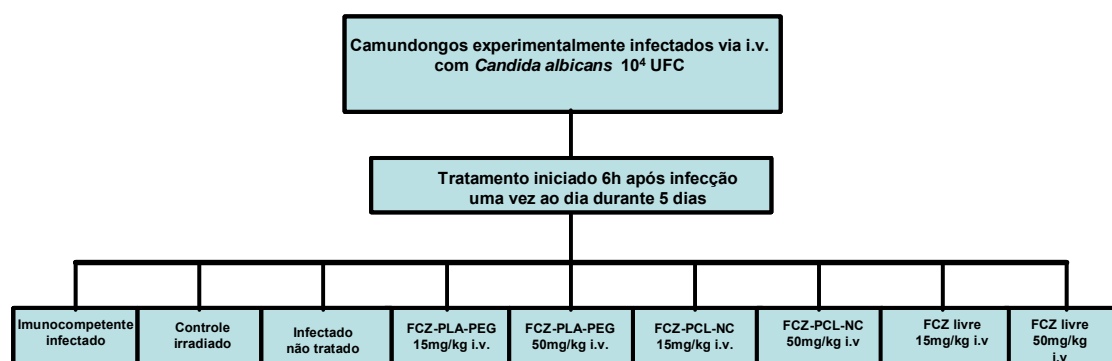 Camundongos experimentalmente infectados via i.v.
com Candida albicans 10⁴ UFC
Tratamento iniciado 6h após infecção
uma vez ao dia durante 5 dias
Imunocompetente
infectado
Controle
irradiado
Infectado
não tratado
FCZ-PLA-PEG
15mg/kg i.v.
FCZ-PLA-PEG
50mg/kg i.v.
FCZ-PCL-NC
15mg/kg i.v.
FCZ-PCL-NC
50mg/kg i.v
FCZ livre
15mg/kg i.v
FCZ livre
50mg/kg
i.v